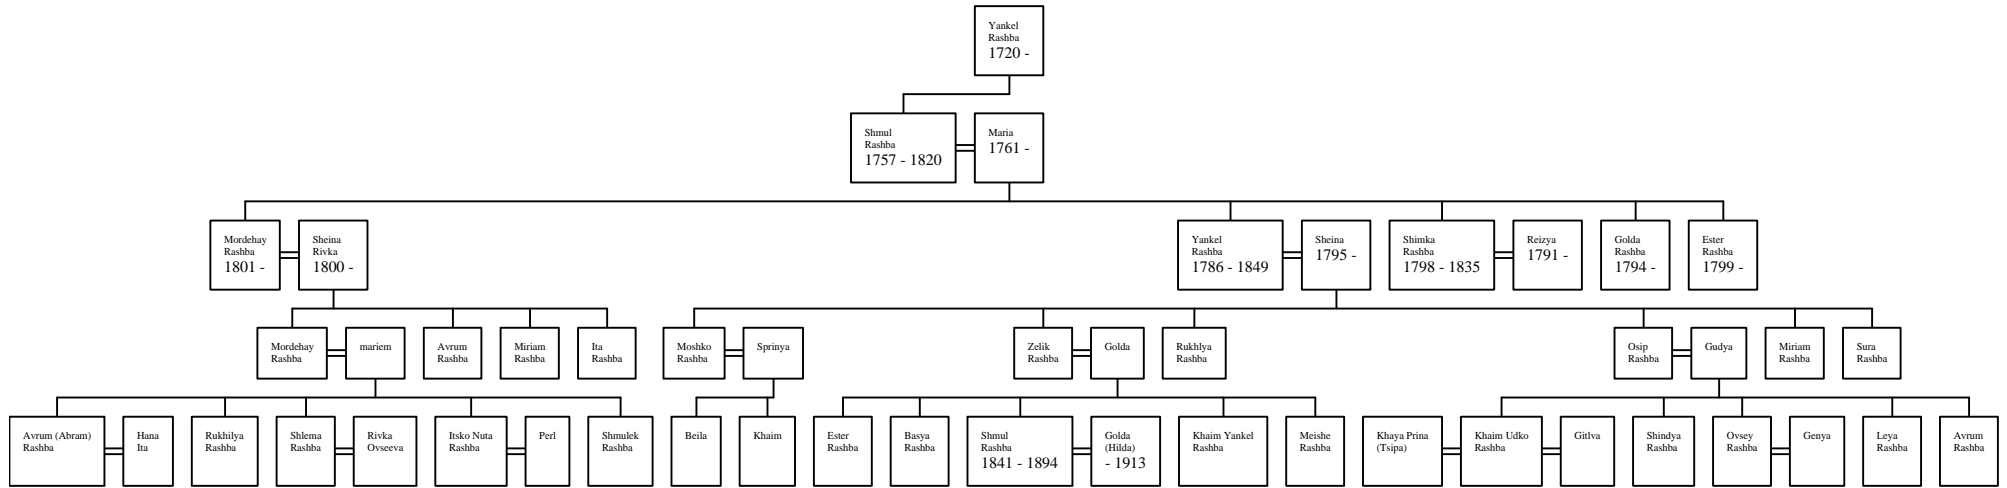 Yankel
Rashba
1720 -
Shmul
Rashba
1757 - 1820
Maria
1761 -
Mordehay
Rashba
1801 -
Sheina
Rivka
1800 -
Yankel
Rashba
1786 - 1849
Sheina
1795 -
Shimka
Rashba
1798 - 1835
Reizya
1791 -
Golda
Rashba
1794 -
Ester
Rashba
1799 -
Mordehay
Rashba
mariem
Avrum
Rashba
Miriam
Rashba
Ita
Rashba
Moshko
Rashba
Sprinya
Zelik
Rashba
Golda
Rukhlya
Rashba
Osip
Rashba
Gudya
Miriam
Rashba
Sura
Rashba
Avrum (Abram)
Rashba
Hana
Ita
Rukhilya
Rashba
Shlema
Rashba
Rivka
Ovseeva
Itsko Nuta
Rashba
Perl
Shmulek
Rashba
Beila
Khaim
Ester
Rashba
Basya
Rashba
Shmul
Rashba
1841 - 1894
Golda
(Hilda)
- 1913
Khaim Yankel
Rashba
Meishe
Rashba
Khaya Prina
(Tsipa)
Khaim Udko
Rashba
Gitlva
Shindya
Rashba
Ovsey
Rashba
Genya
Leya
Rashba
Avrum
Rashba